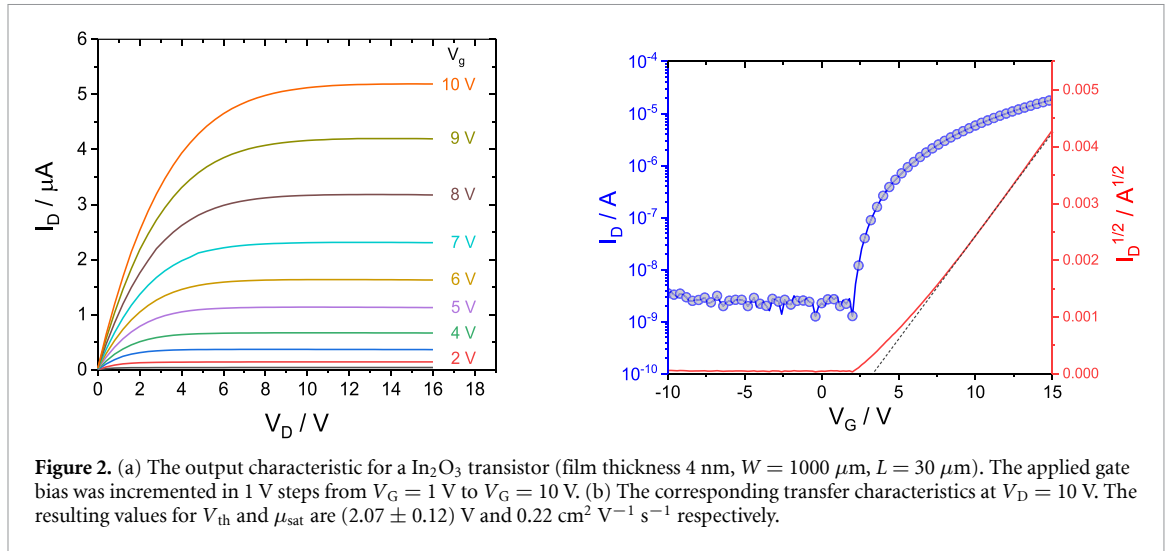 6
5
4
3
2
1
0
I_D / µA
0 2 4 6 8 10 12 14 16 18
V_D / V
V_g
10 V
9 V
8 V
7 V
6 V
5 V
4 V
2 V
10⁻⁴
10⁻⁵
10⁻⁶
10⁻⁷
10⁻⁸
10⁻⁹
10⁻¹⁰
I_D / A
-10 -5 0 5 10 15
V_G / V
0.005
0.004
0.003
0.002
0.001
0.000
I_D^1/2 / A^1/2
Figure 2. (a) The output characteristic for a In₂O₃ transistor (film thickness 4 nm, W = 1000 µm, L = 30 µm). The applied gate
bias was incremented in 1 V steps from V_G = 1 V to V_G = 10 V. (b) The corresponding transfer characteristics at V_D = 10 V. The
resulting values for V_th and µ_sat are (2.07 ± 0.12) V and 0.22 cm² V⁻¹ s⁻¹ respectively.